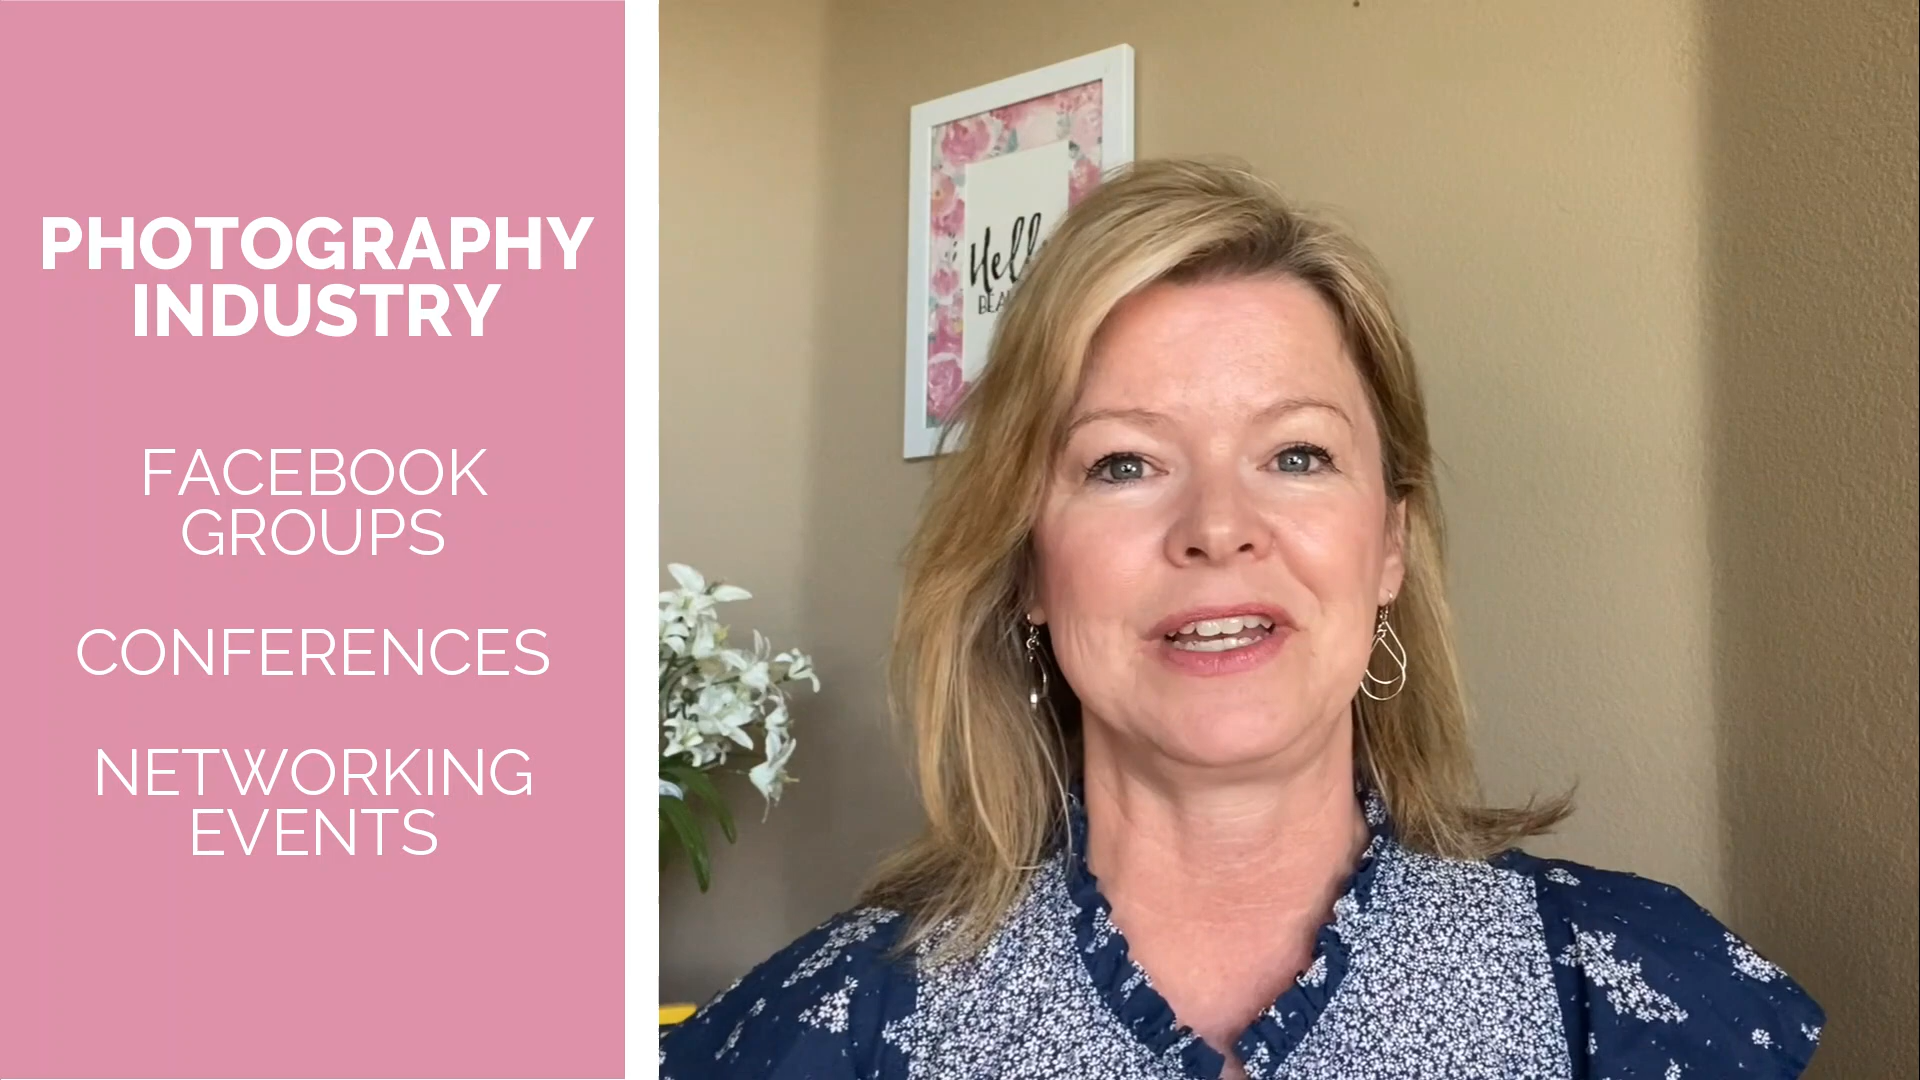 PHOTOGRAPHY
INDUSTRY
FACEBOOK
GROUPS
CONFERENCES
NETWORKING
EVENTS